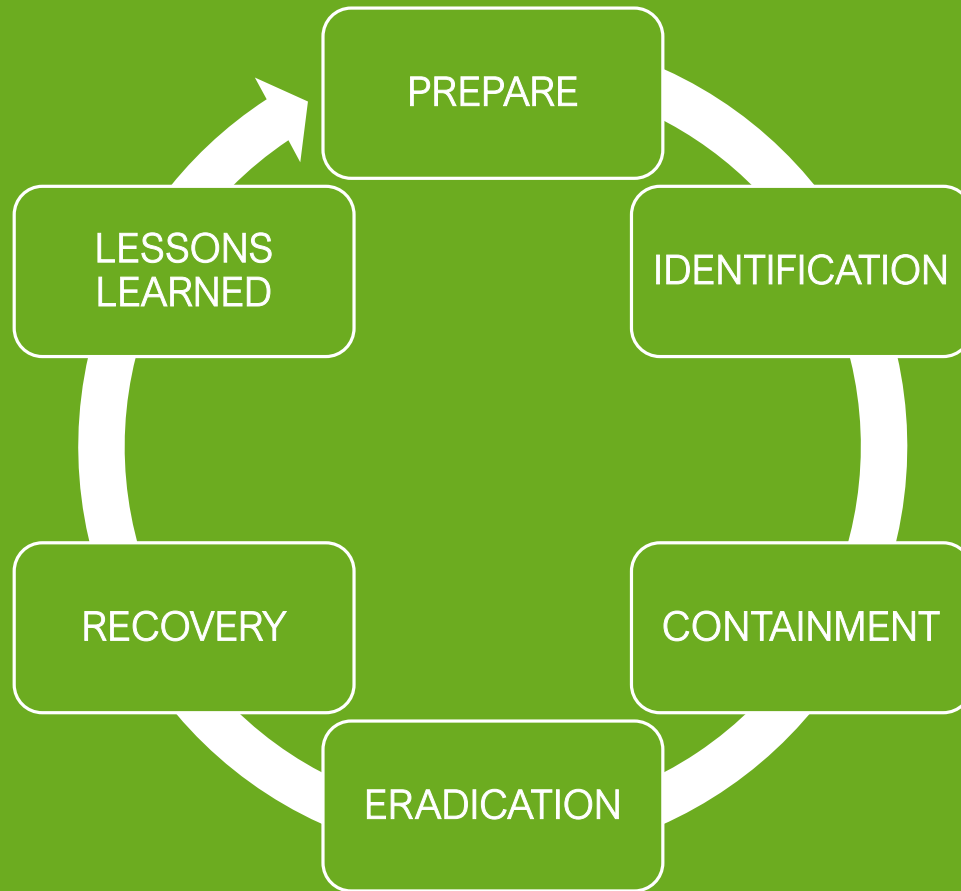 PREPARE
IDENTIFICATION
CONTAINMENT
ERADICATION
RECOVERY
LESSONS
LEARNED